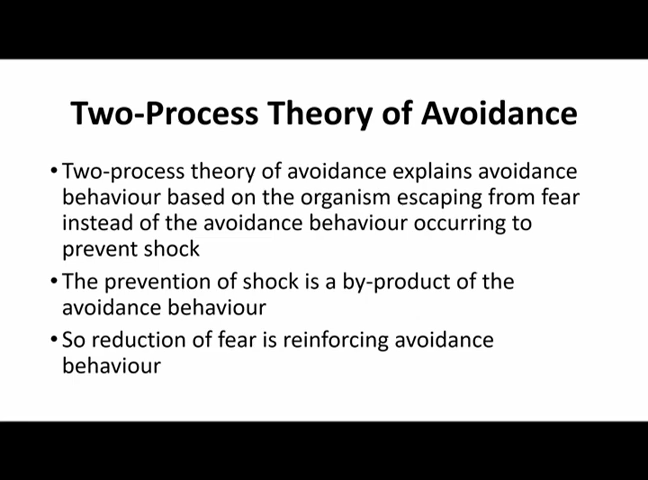 Two-Process Theory of Avoidance
•Two-process theory of avoidance explains avoidance
behaviour based on the organism escaping from fear
instead of the avoidance behaviour occurring to
prevent shock
•The prevention of shock is a by-product of the
avoidance behaviour
•So reduction of fear is reinforcing avoidance
behaviour